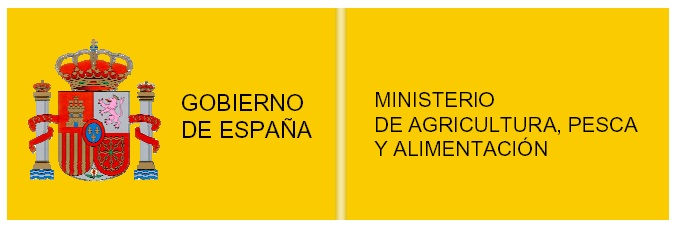 GOBIERNO
DE ESPAÑA
MINISTERIO
DE AGRICULTURA, PESCA
Y ALIMENTACIÓN